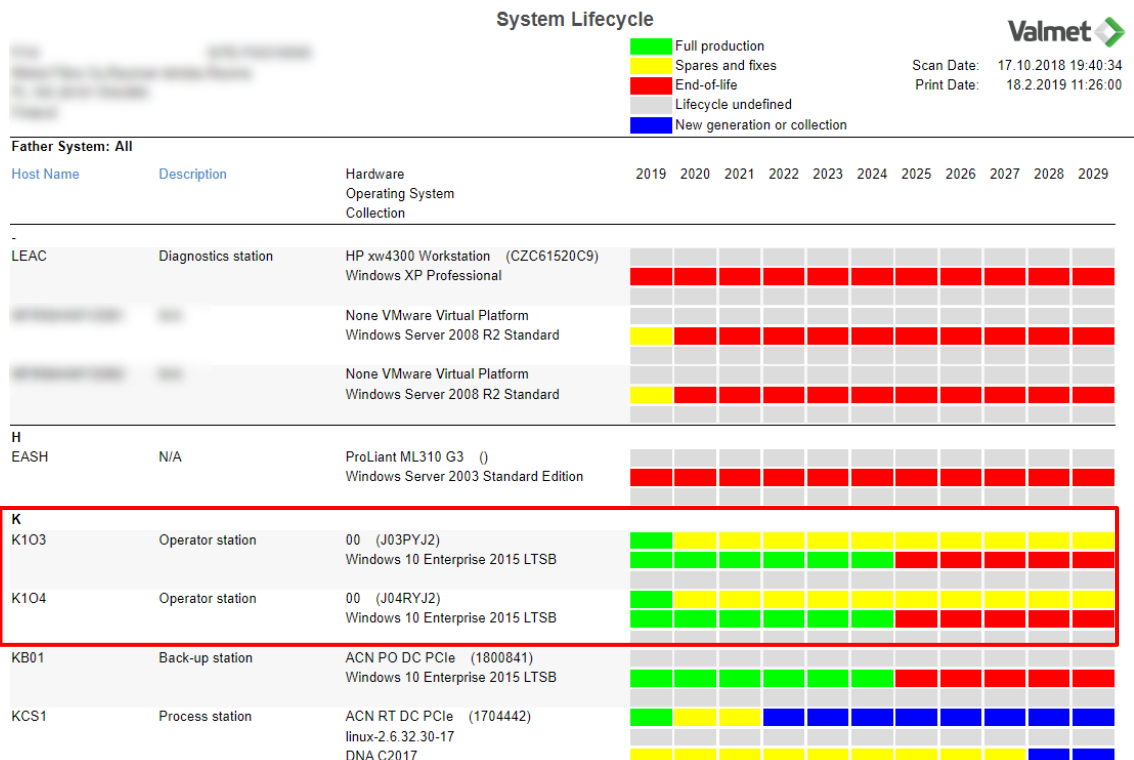 System Lifecycle
Valmet
Full production
Spares and fixes
End-of-life
Lifecycle undefined
New generation or collection
Scan Date: 17.10.2018 19:40:34
Print Date: 18.2.2019 11:26:00
Father System: All
Host Name Description Hardware 2019 2020 2021 2022 2023 2024 2025 2026 2027 2028 2029
Operating System
Collection
-
LEAC Diagnostics station HP xw4300 Workstation (CZC61520C9)
Windows XP Professional
None VMware Virtual Platform
Windows Server 2008 R2 Standard
None VMware Virtual Platform
Windows Server 2008 R2 Standard
H
EASH N/A ProLiant ML310 G3 ()
Windows Server 2003 Standard Edition
K
K1O3 Operator station 00 (J03PYJ2)
Windows 10 Enterprise 2015 LTSB
K1O4 Operator station 00 (J04RYJ2)
Windows 10 Enterprise 2015 LTSB
KB01 Back-up station ACN PO DC PCIe (1800841)
Windows 10 Enterprise 2015 LTSB
KCS1 Process station ACN RT DC PCIe (1704442)
linux-2.6.32.30-17
DNA C2017